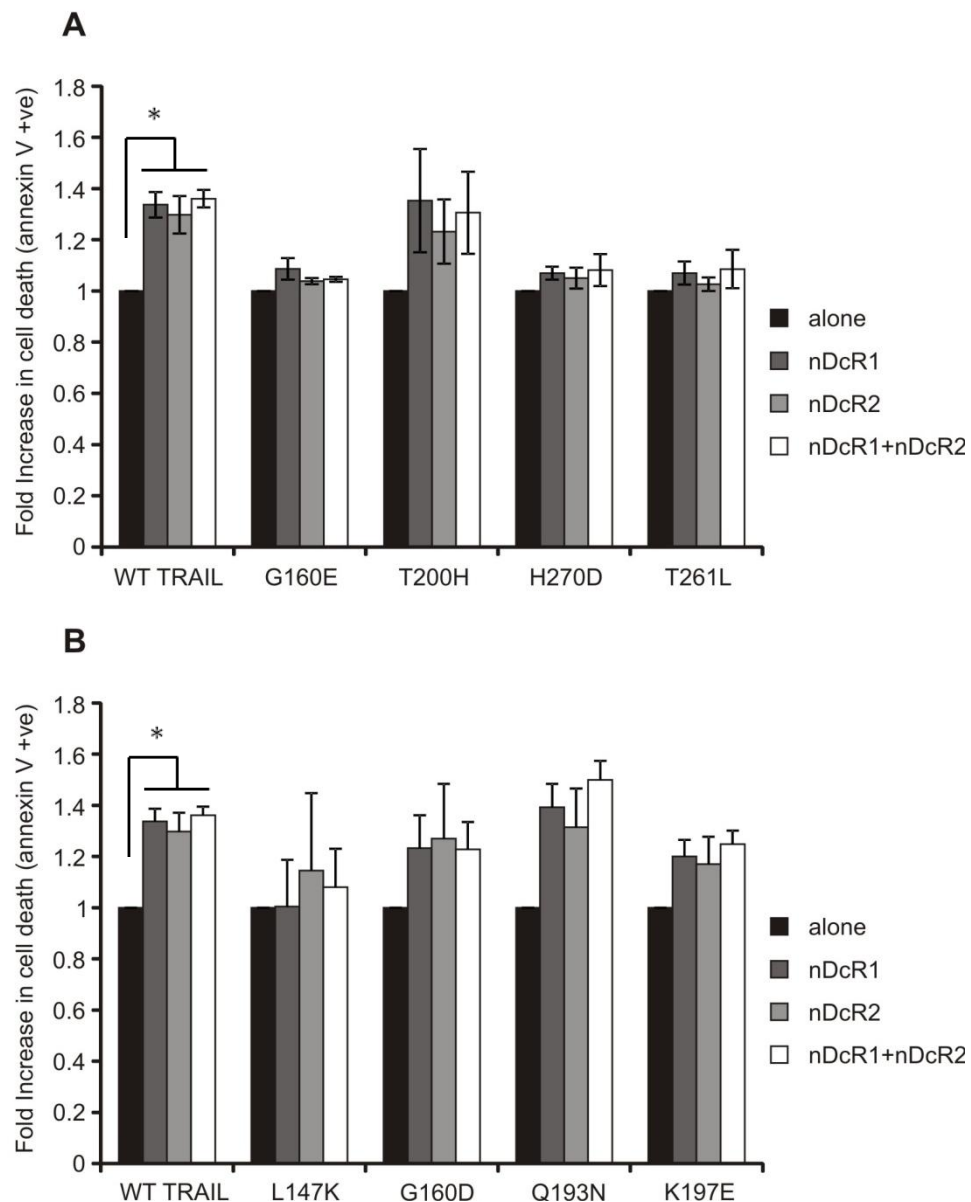 A
Fold Increase in cell death (annexin V +ve)
1.8
1.6
1.4
1.2
1
0.8
0.6
0.4
0.2
0
*
WT TRAIL G160E T200H H270D T261L
alone
nDcR1
nDcR2
nDcR1+nDcR2
B
Fold Increase in cell death (annexin V +ve)
1.8
1.6
1.4
1.2
1
0.8
0.6
0.4
0.2
0
*
WT TRAIL L147K G160D Q193N K197E
alone
nDcR1
nDcR2
nDcR1+nDcR2